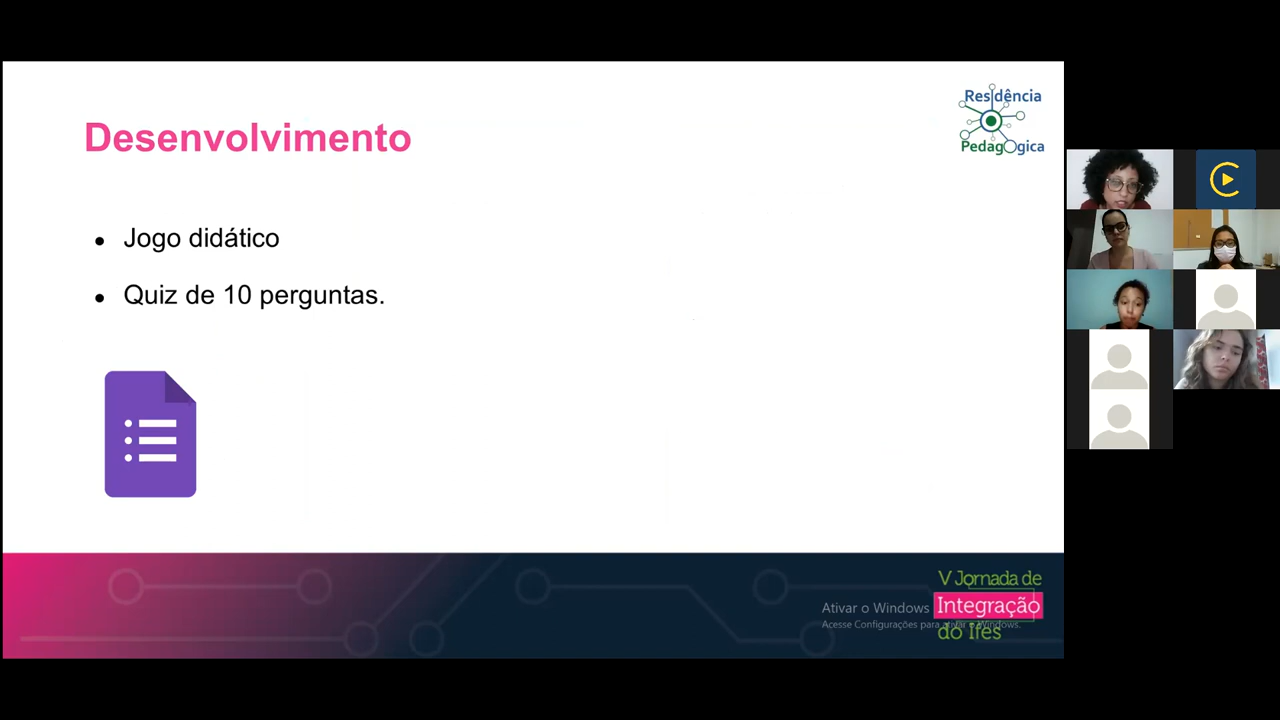 Residência
Pedagógica
Desenvolvimento
• Jogo didático
• Quiz de 10 perguntas.
V Jornada de
Integração
do Ifes
Ativar o Windows
Acesse Configurações para ativar o Windows.